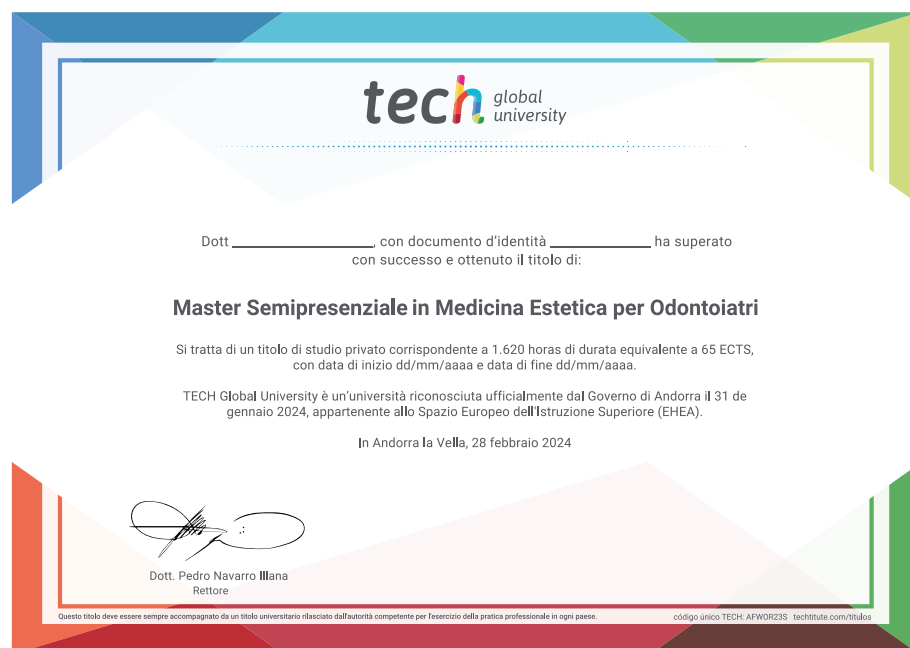 tech global university
Dott ____________________, con documento d'identità ______________ ha superato
con successo e ottenuto il titolo di:
Master Semipresenziale in Medicina Estetica per Odontoiatri
Si tratta di un titolo di studio privato corrispondente a 1.620 horas di durata equivalente a 65 ECTS,
con data di inizio dd/mm/aaaa e data di fine dd/mm/aaaa.
TECH Global University è un'università riconosciuta ufficialmente dal Governo di Andorra il 31 de
gennaio 2024, appartenente allo Spazio Europeo dell'Istruzione Superiore (EHEA).
In Andorra la Vella, 28 febbraio 2024
Dott. Pedro Navarro Illana
Rettore
Questo titolo deve essere sempre accompagnato da un titolo universitario rilasciato dall'autorità competente per l'esercizio della pratica professionale in ogni paese.
código único TECH: AFWOR23S techtitute.com/titulos